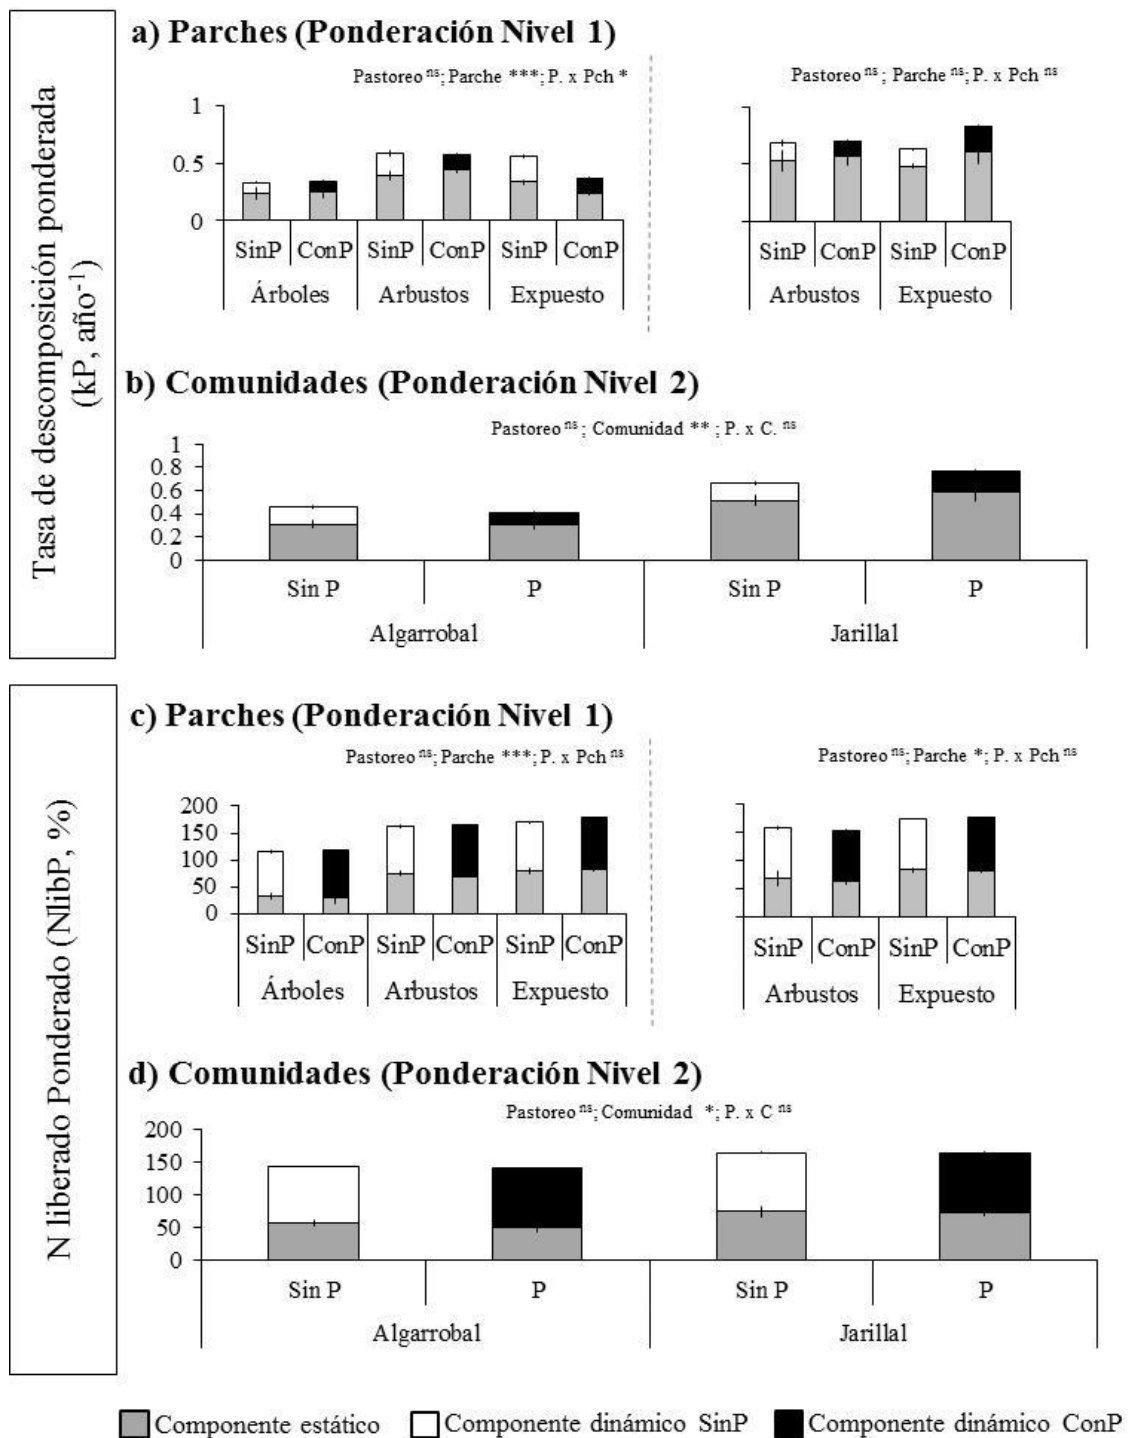 Tasa de descomposición ponderada
(kP, año⁻¹)
a) Parches (Ponderación Nivel 1)
Pastoreo ns; Parche ***; P. x Pch *
Pastoreo ns; Parche ns; P. x Pch ns
1
0.5
0
SinP ConP SinP ConP SinP ConP
Árboles Arbustos Expuesto
SinP ConP SinP ConP
Arbustos Expuesto
b) Comunidades (Ponderación Nivel 2)
Pastoreo ns; Comunidad **; P. x C. ns
1
0.8
0.6
0.4
0.2
0
Sin P P Sin P P
Algarrobal Jarillal
N liberado Ponderado (NlibP, %)
c) Parches (Ponderación Nivel 1)
Pastoreo ns; Parche ***; P. x Pch ns
Pastoreo ns; Parche *; P. x Pch ns
200
150
100
50
0
SinP ConP SinP ConP SinP ConP
Árboles Arbustos Expuesto
SinP ConP SinP ConP
Arbustos Expuesto
d) Comunidades (Ponderación Nivel 2)
Pastoreo ns; Comunidad *; P. x C ns
200
150
100
50
0
Sin P P Sin P P
Algarrobal Jarillal
Componente estático Componente dinámico SinP Componente dinámico ConP